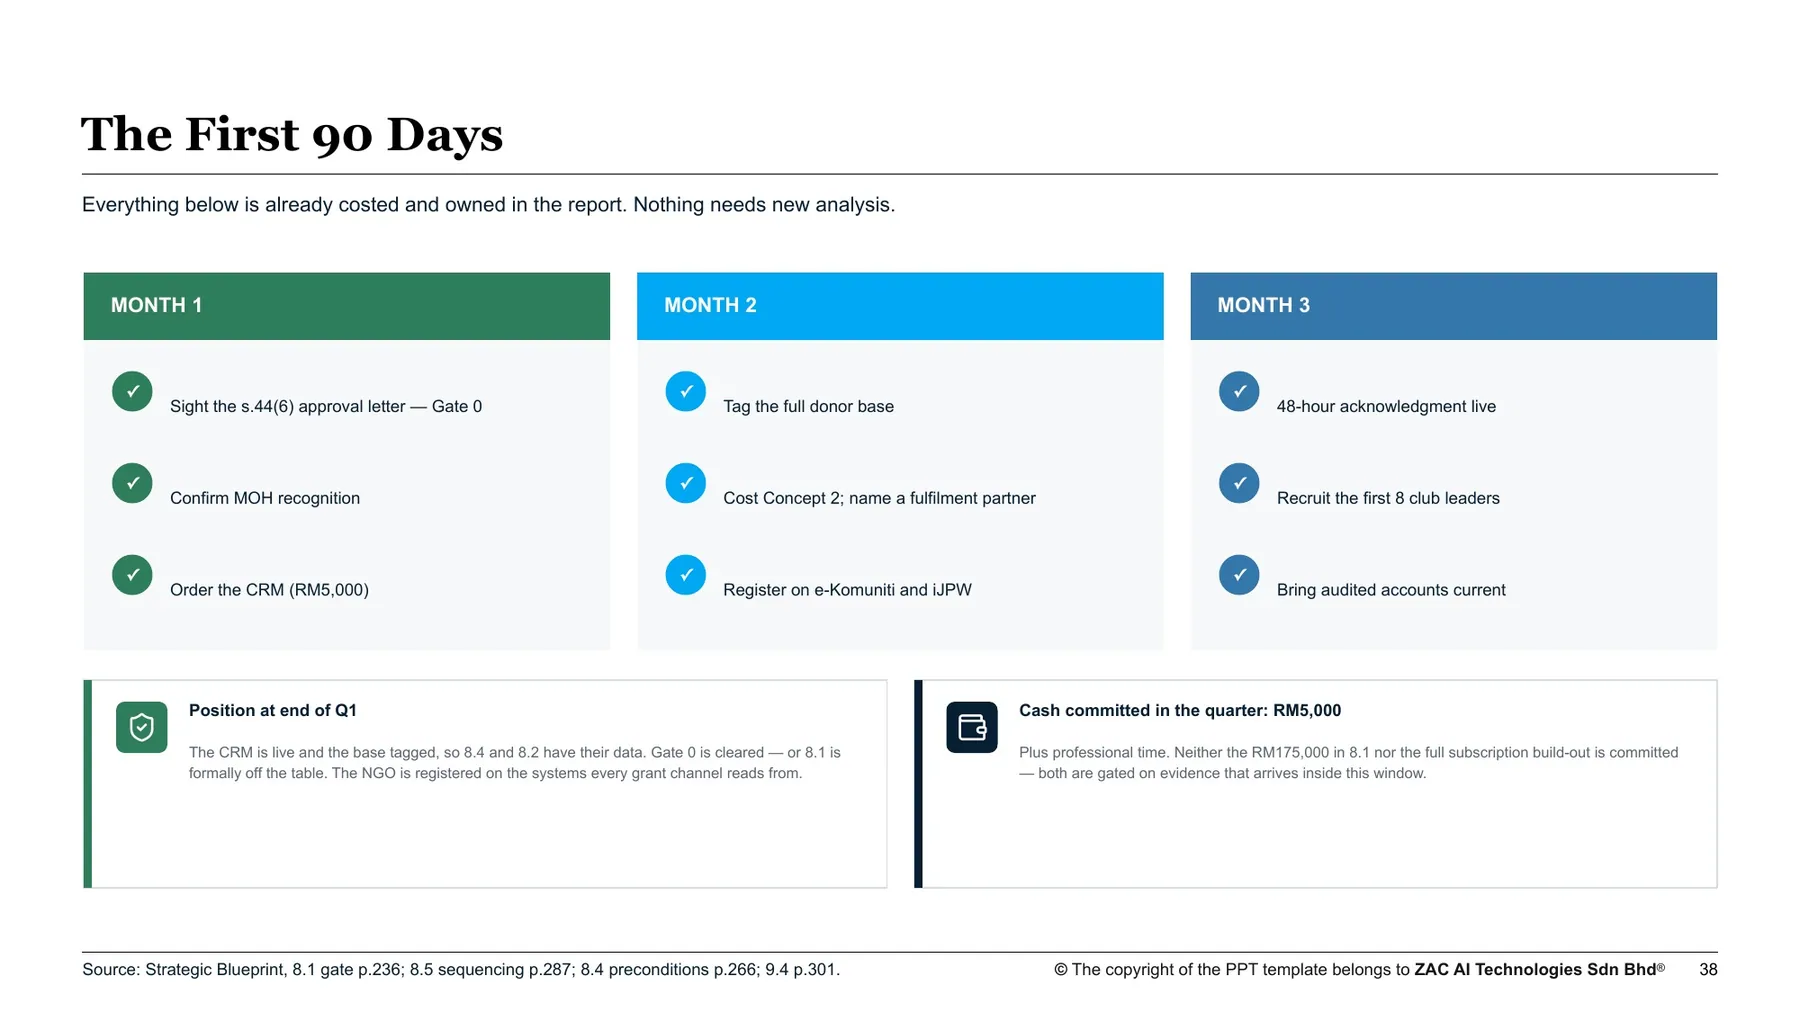 The First 90 Days
Everything below is already costed and owned in the report. Nothing needs new analysis.
MONTH 1
✓ Sight the s.44(6) approval letter — Gate 0
✓ Confirm MOH recognition
✓ Order the CRM (RM5,000)
MONTH 2
✓ Tag the full donor base
✓ Cost Concept 2; name a fulfilment partner
✓ Register on e-Komuniti and iJPW
MONTH 3
✓ 48-hour acknowledgment live
✓ Recruit the first 8 club leaders
✓ Bring audited accounts current
Position at end of Q1
The CRM is live and the base tagged, so 8.4 and 8.2 have their data. Gate 0 is cleared — or 8.1 is
formally off the table. The NGO is registered on the systems every grant channel reads from.
Cash committed in the quarter: RM5,000
Plus professional time. Neither the RM175,000 in 8.1 nor the full subscription build-out is committed
— both are gated on evidence that arrives inside this window.
Source: Strategic Blueprint, 8.1 gate p.236; 8.5 sequencing p.287; 8.4 preconditions p.266; 9.4 p.301.
© The copyright of the PPT template belongs to ZAC AI Technologies Sdn Bhd®
38